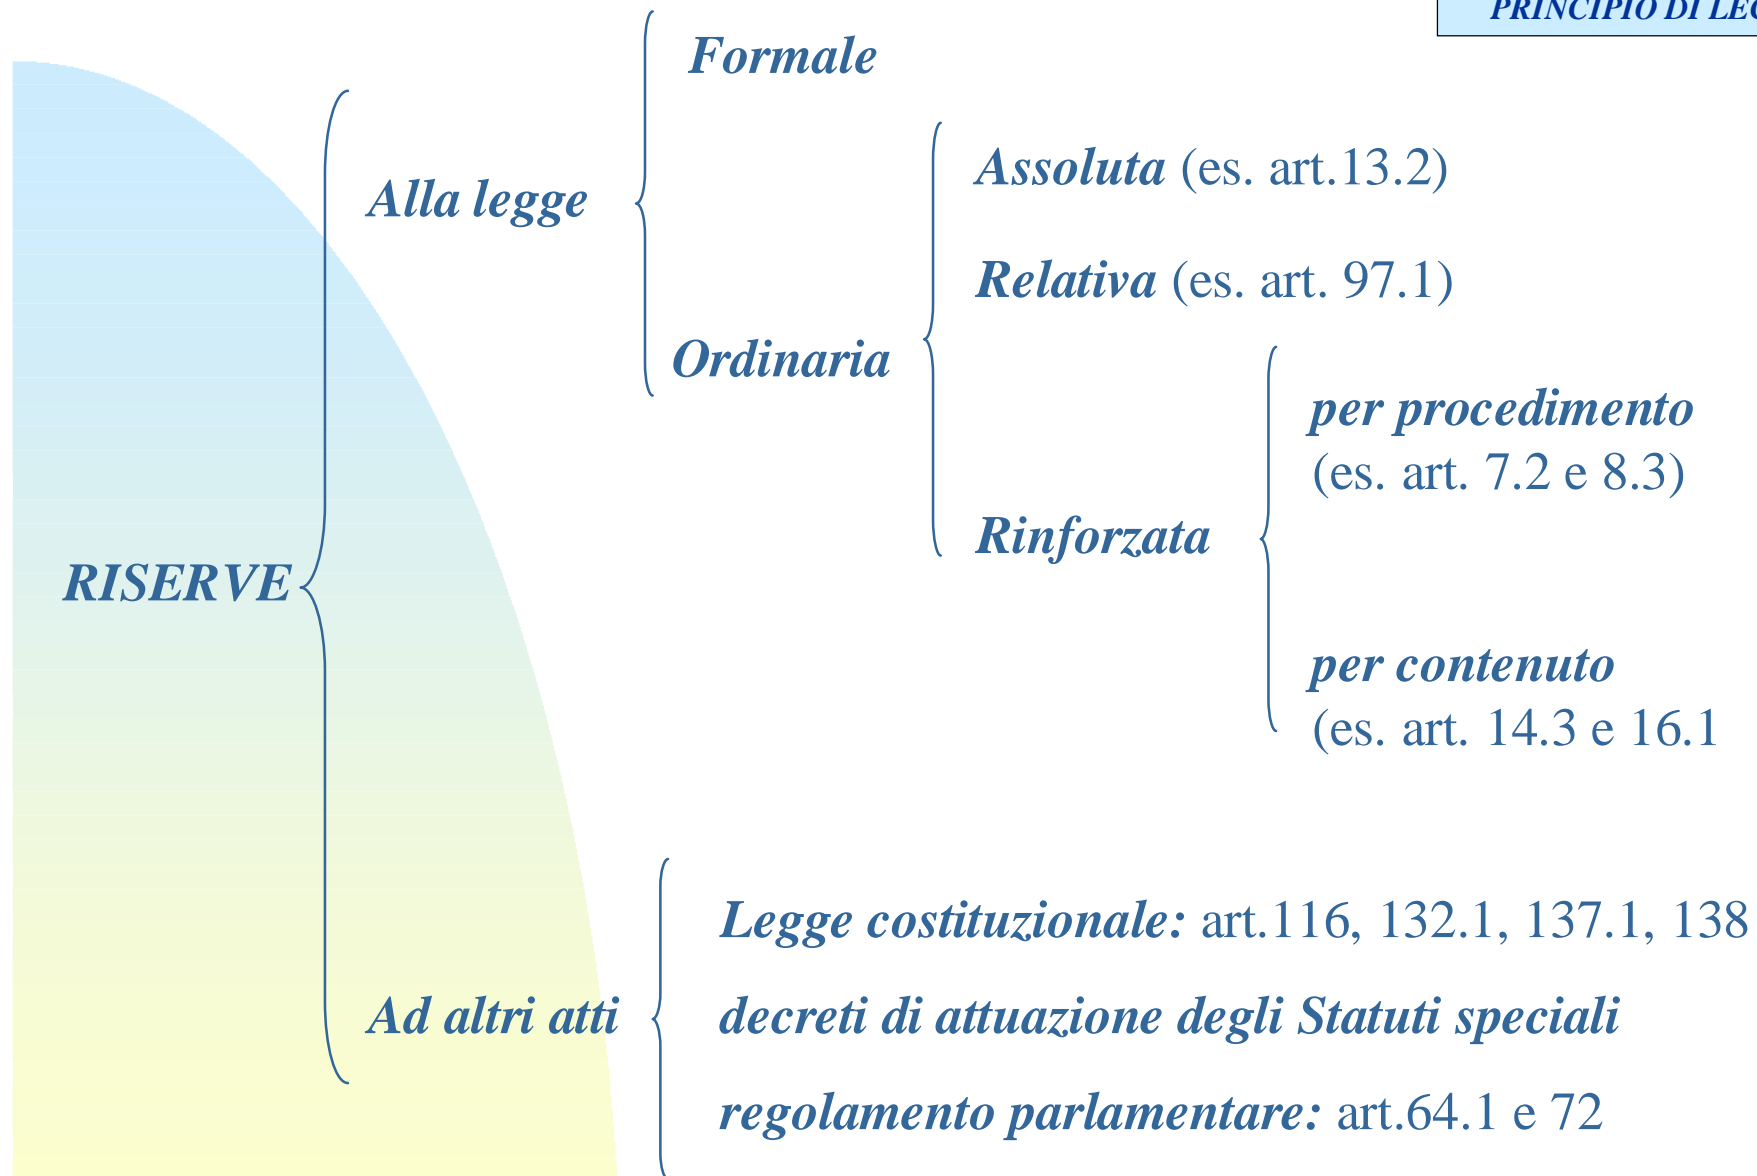 PRINCIPIO DI
Formale
Assoluta (es. art.13.2)
Alla legge
Relativa (es. art. 97.1)
Ordinaria
per procedimento
(es. art. 7.2 e 8.3)
Rinforzata
RISERVE
per contenuto
(es. art. 14.3 e 16.1
Legge costituzionale: art.116, 132.1, 137.1, 138
Ad altri atti
decreti di attuazione degli Statuti speciali
regolamento parlamentare: art.64.1 e 72